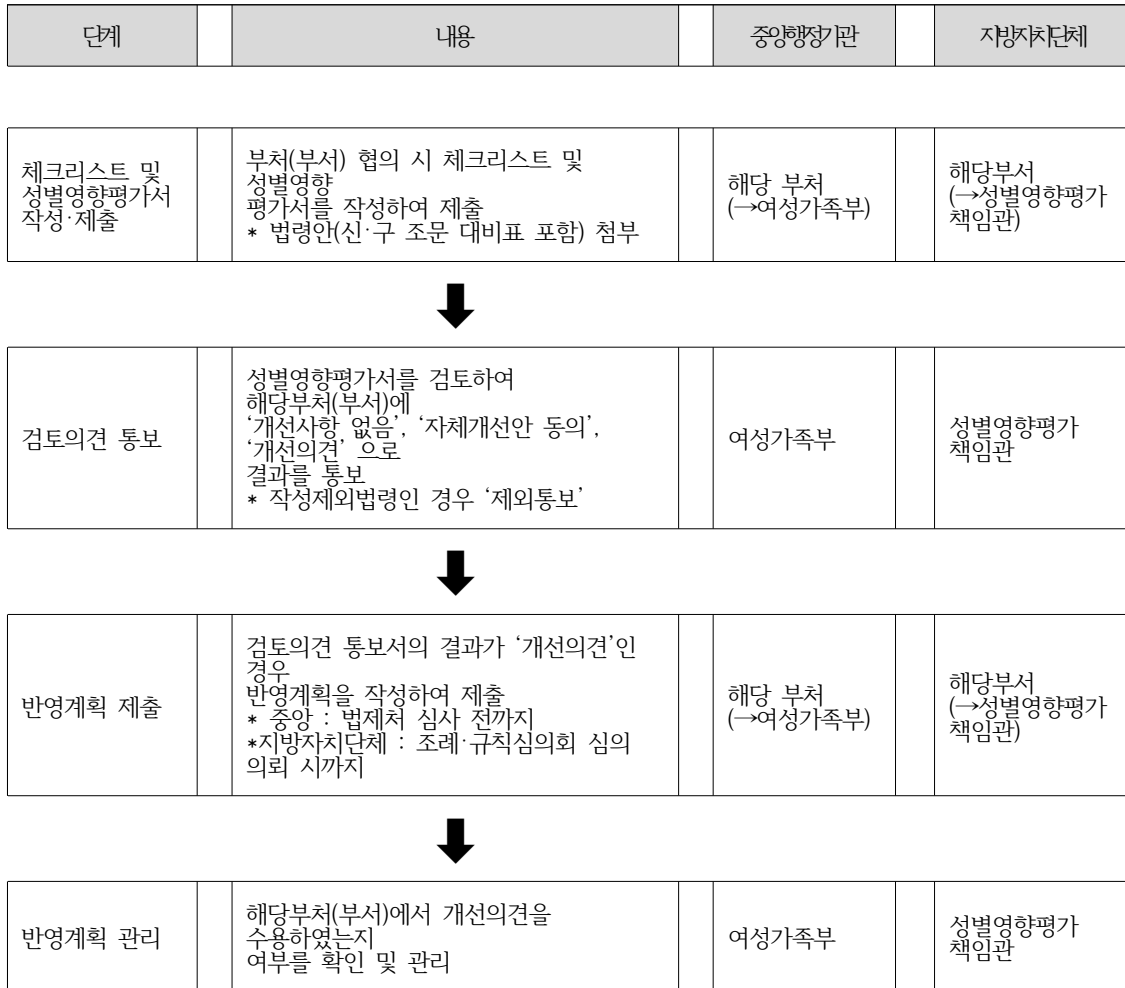 단계
내용
중앙행정기관
지방자치단체
체크리스트 및
성별영향평가서
작성·제출
부처(부서) 협의 시 체크리스트 및
성별영향
평가서를 작성하여 제출
* 법령안(신·구 조문 대비표 포함) 첨부
해당 부처
(→여성가족부)
해당부서
(→성별영향평가
책임관)
검토의견 통보
성별영향평가서를 검토하여
해당부처(부서)에
‘개선사항 없음’, ‘자체개선안 동의’,
‘개선의견’ 으로
결과를 통보
* 작성제외법령인 경우 ‘제외통보’
여성가족부
성별영향평가
책임관
반영계획 제출
검토의견 통보서의 결과가 ‘개선의견’인
경우
반영계획을 작성하여 제출
* 중앙 : 법제처 심사 전까지
*지방자치단체 : 조례·규칙심의회 심의
의뢰 시까지
해당 부처
(→여성가족부)
해당부서
(→성별영향평가
책임관)
반영계획 관리
해당부처(부서)에서 개선의견을
수용하였는지
여부를 확인 및 관리
여성가족부
성별영향평가
책임관